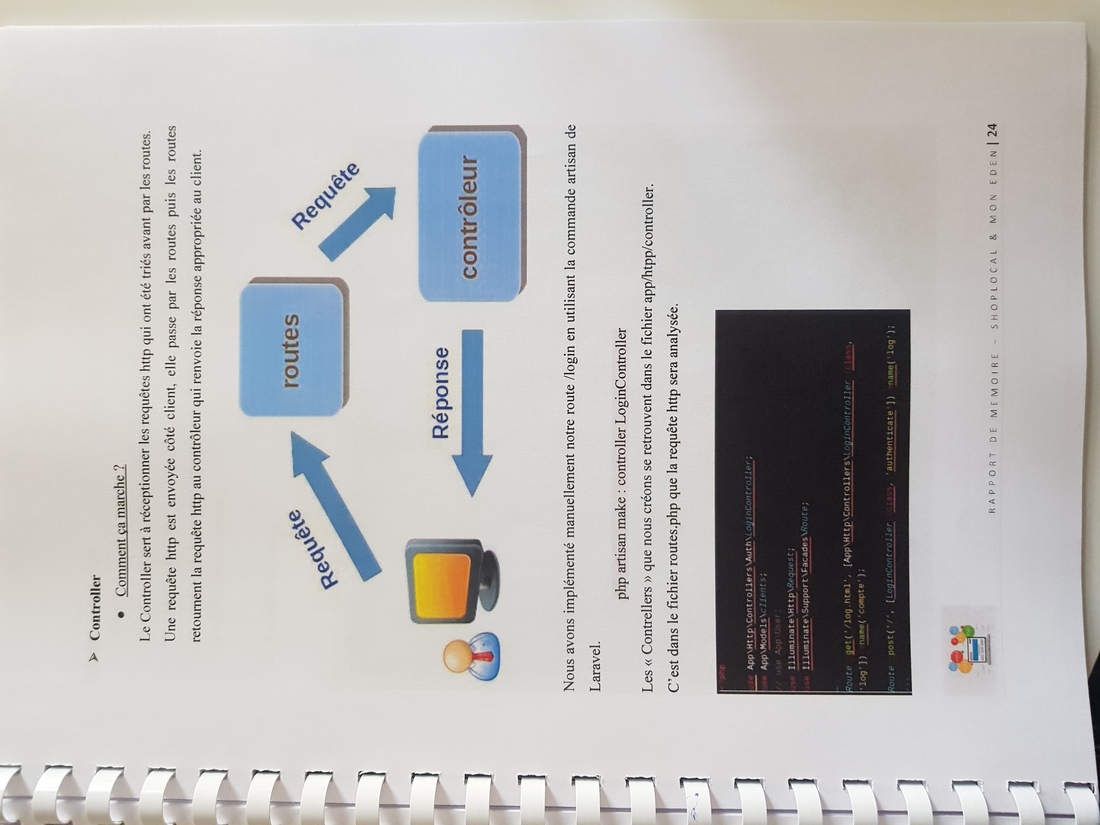 ➢ Controller
• Comment ça marche ?
Le Controller sert à réceptionner les requêtes http qui ont été triés avant par les routes.
Une requête http est envoyée côté client, elle passe par les routes puis les routes
retournent la requête http au contrôleur qui renvoie la réponse appropriée au client.
routes
Requête
Requête
Réponse
contrôleur
Nous avons implémenté manuellement notre route /login en utilisant la commande artisan de
Laravel.
php artisan make : controller LoginController
Les « Contrellers » que nous créons se retrouvent dans le fichier app/htpp/controller.
C’est dans le fichier routes.php que la requête http sera analysée.
php
use App\Http\Controllers\Auth\LoginController;
use App\Models\clients;
// use App\User;
use Illuminate\Http\Request;
use Illuminate\Support\Facades\Route;
Route get('/log.html', [App\Http\Controllers\LoginController class,
'log']) name('compte');
Route post('/', [LoginController class, 'authenticate']) name('log');
RAPPORT DE MEMOIRE – SHOPLOCAL & MON EDEN | 24